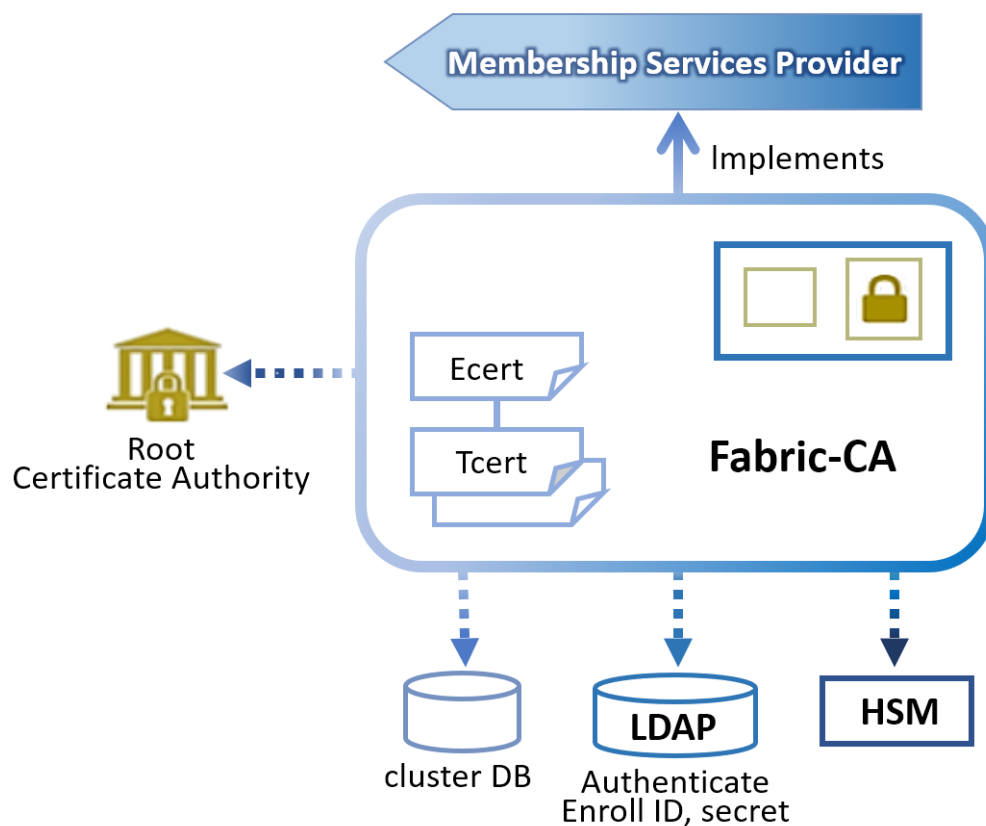 Membership Services Provider
Implements
Ecert
Tcert
Fabric-CA
Root
Certificate Authority
cluster DB
LDAP
Authenticate
Enroll ID, secret
HSM